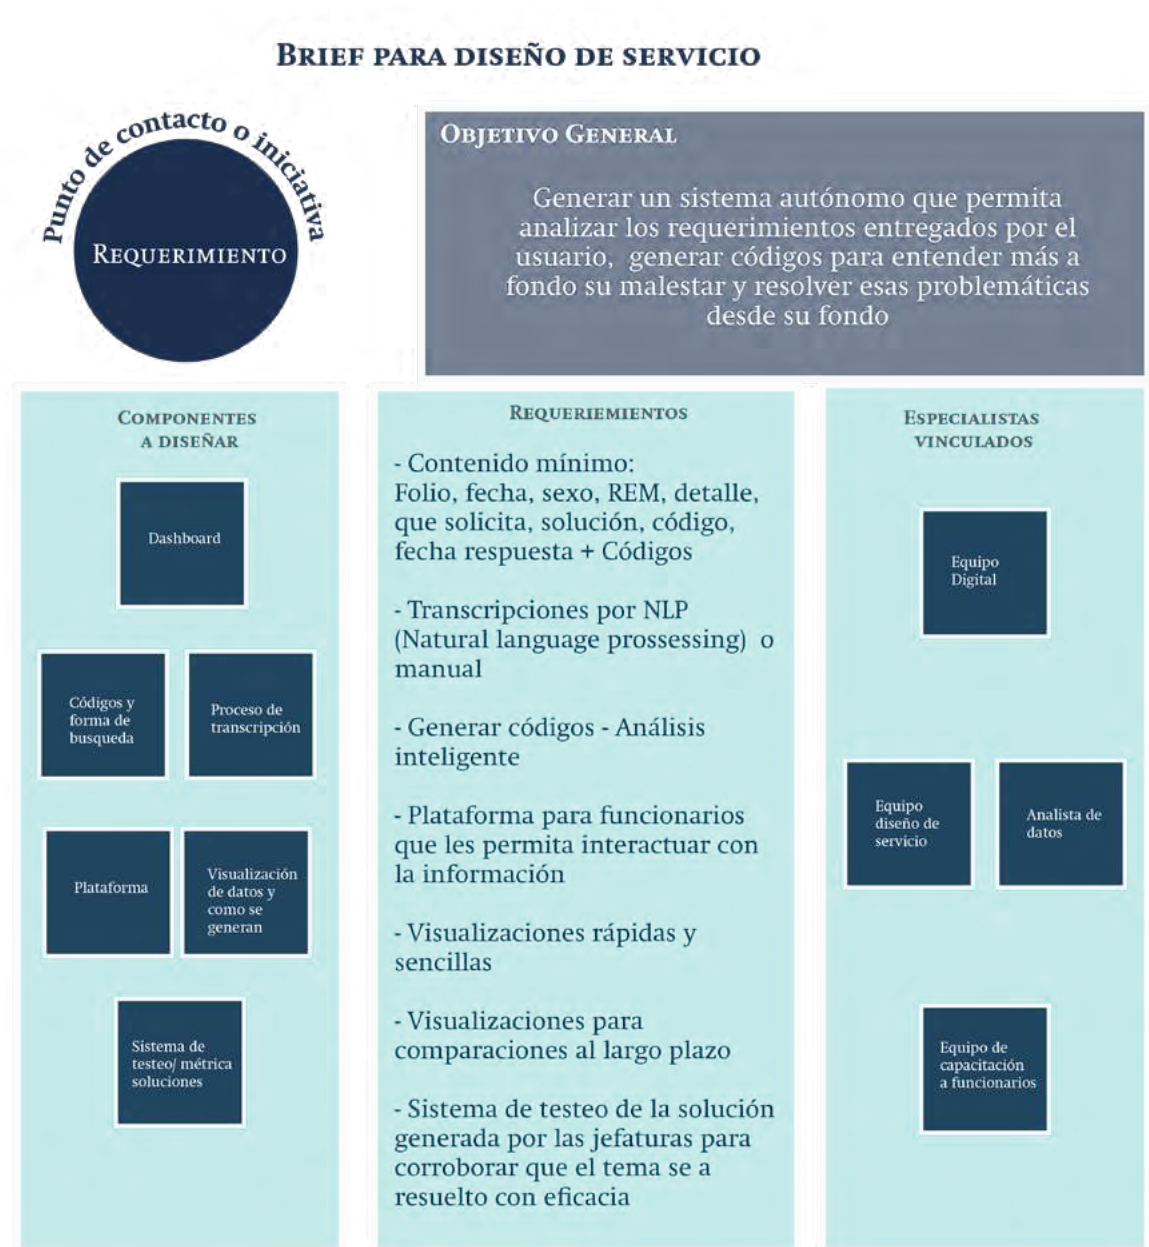 BRIEF PARA DISEÑO DE SERVICIO
Punto de contacto o iniciativa
REQUERIMIENTO
OBJETIVO GENERAL
Generar un sistema autónomo que permita
analizar los requerimientos entregados por el
usuario, generar códigos para entender más a
fondo su malestar y resolver esas problemáticas
desde su fondo
COMPONENTES
A DISEÑAR
Dashboard
Códigos y
forma de
busqueda
Proceso de
transcripción
Plataforma
Visualización
de datos y
como se
generan
Sistema de
testeo/ métrica
soluciones
REQUERIEMIENTOS
- Contenido mínimo:
Folio, fecha, sexo, REM, detalle,
que solicita, solución, código,
fecha respuesta + Códigos
- Transcripciones por NLP
(Natural language prossessing) o
manual
- Generar códigos - Análisis
inteligente
- Plataforma para funcionarios
que les permita interactuar con
la información
- Visualizaciones rápidas y
sencillas
- Visualizaciones para
comparaciones al largo plazo
- Sistema de testeo de la solución
generada por las jefaturas para
corroborar que el tema se a
resuelto con eficacia
ESPECIALISTAS
VINCULADOS
Equipo
Digital
Equipo
diseño de
servicio
Analista de
datos
Equipo de
capacitación
a funcionarios